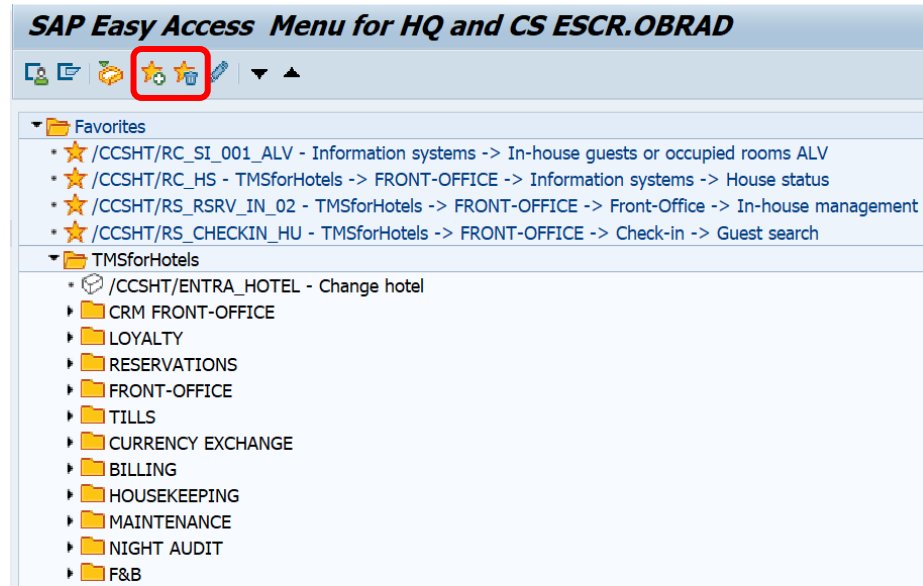 SAP Easy Access Menu for HQ and CS ESCR.OBRAD
Favorites
/CCSHT/RC_SI_001_ALV - Information systems -> In-house guests or occupied rooms ALV
/CCSHT/RC_HS - TMSforHotels -> FRONT-OFFICE -> Information systems -> House status
/CCSHT/RS_RSRV_IN_02 - TMSforHotels -> FRONT-OFFICE -> Front-Office -> In-house management
/CCSHT/RS_CHECKIN_HU - TMSforHotels -> FRONT-OFFICE -> Check-in -> Guest search
TMSforHotels
/CCSHT/ENTRA_HOTEL - Change hotel
CRM FRONT-OFFICE
LOYALTY
RESERVATIONS
FRONT-OFFICE
TILLS
CURRENCY EXCHANGE
BILLING
HOUSEKEEPING
MAINTENANCE
NIGHT AUDIT
F&B